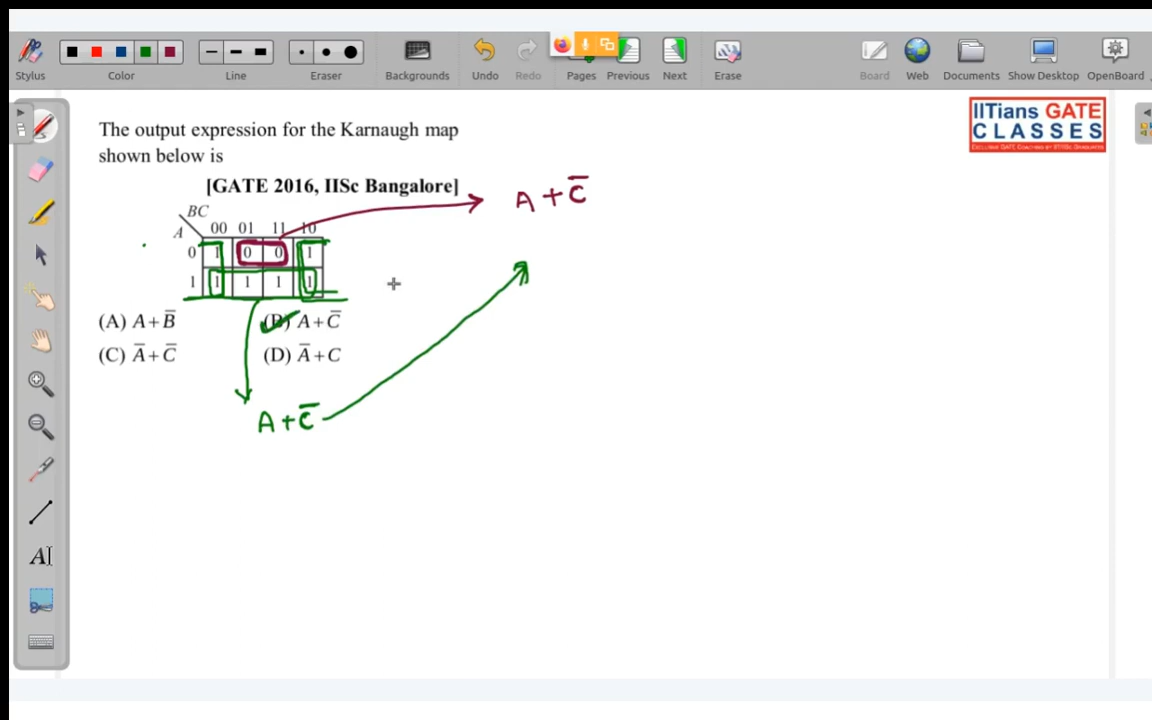 Stylus Color Line Eraser Backgrounds Undo Redo Pages Previous Next Erase Board Web Documents Show Desktop OpenBoard
IITians GATE
CLASSES
The output expression for the Karnaugh map
shown below is
[GATE 2016, IISc Bangalore]
A + C̅
BC
A 00 01 11 10
0 1 0 0 1
1 1 1 1 1
(A) A + B̅ (B) A + C̅
(C) A̅ + C̅ (D) A̅ + C
A + C̅
A